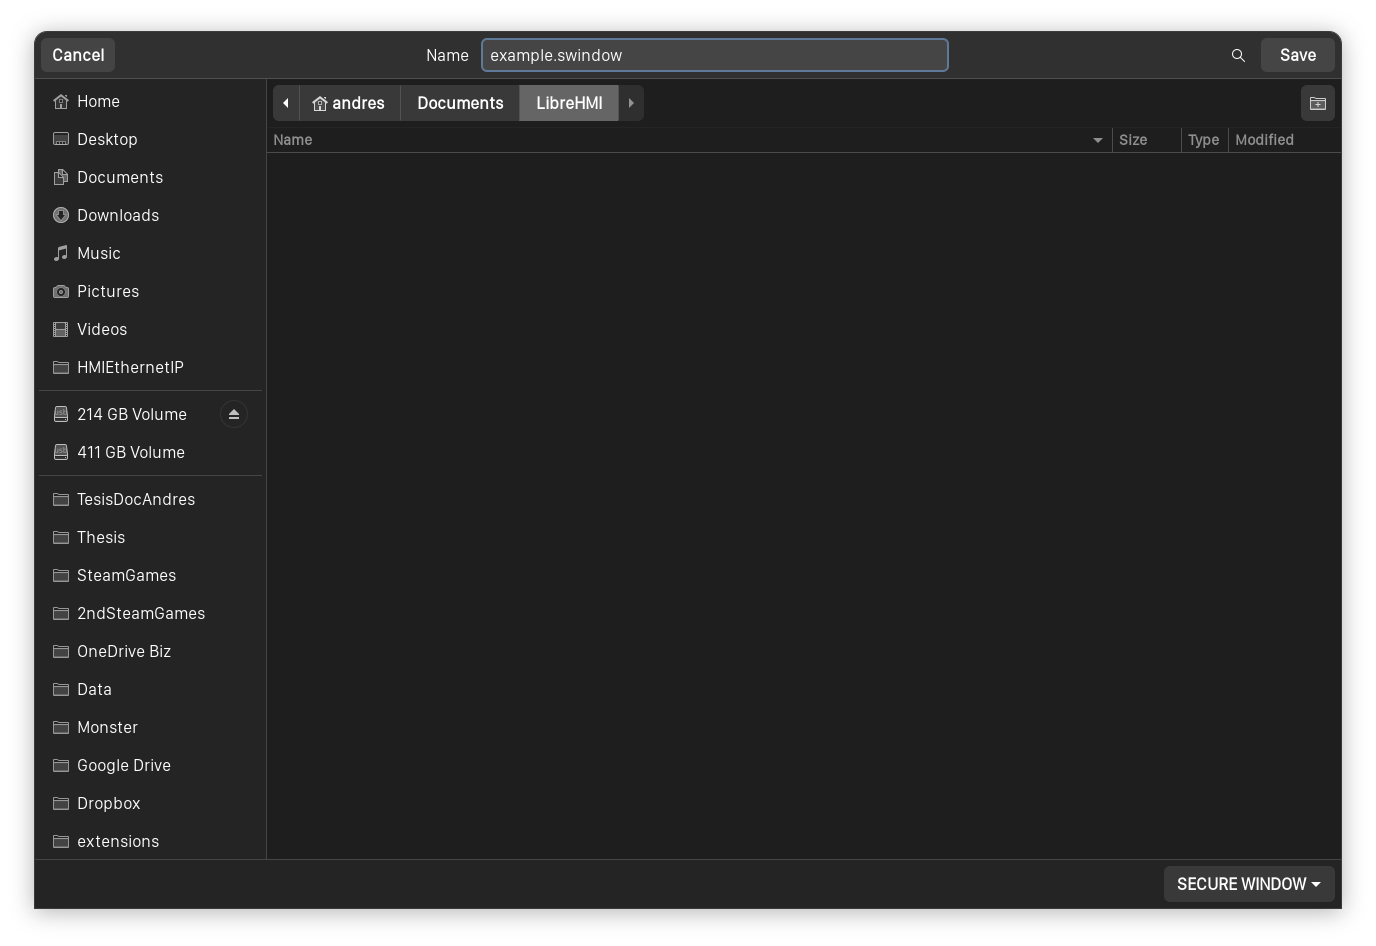 Cancel
Name
example.swindow
Save
Home
Desktop
Documents
Downloads
Music
Pictures
Videos
HMIEthernetIP
214 GB Volume
411 GB Volume
TesisDocAndres
Thesis
SteamGames
2ndSteamGames
OneDrive Biz
Data
Monster
Google Drive
Dropbox
extensions
andres
Documents
LibreHMI
Name
Size
Type
Modified
SECURE WINDOW